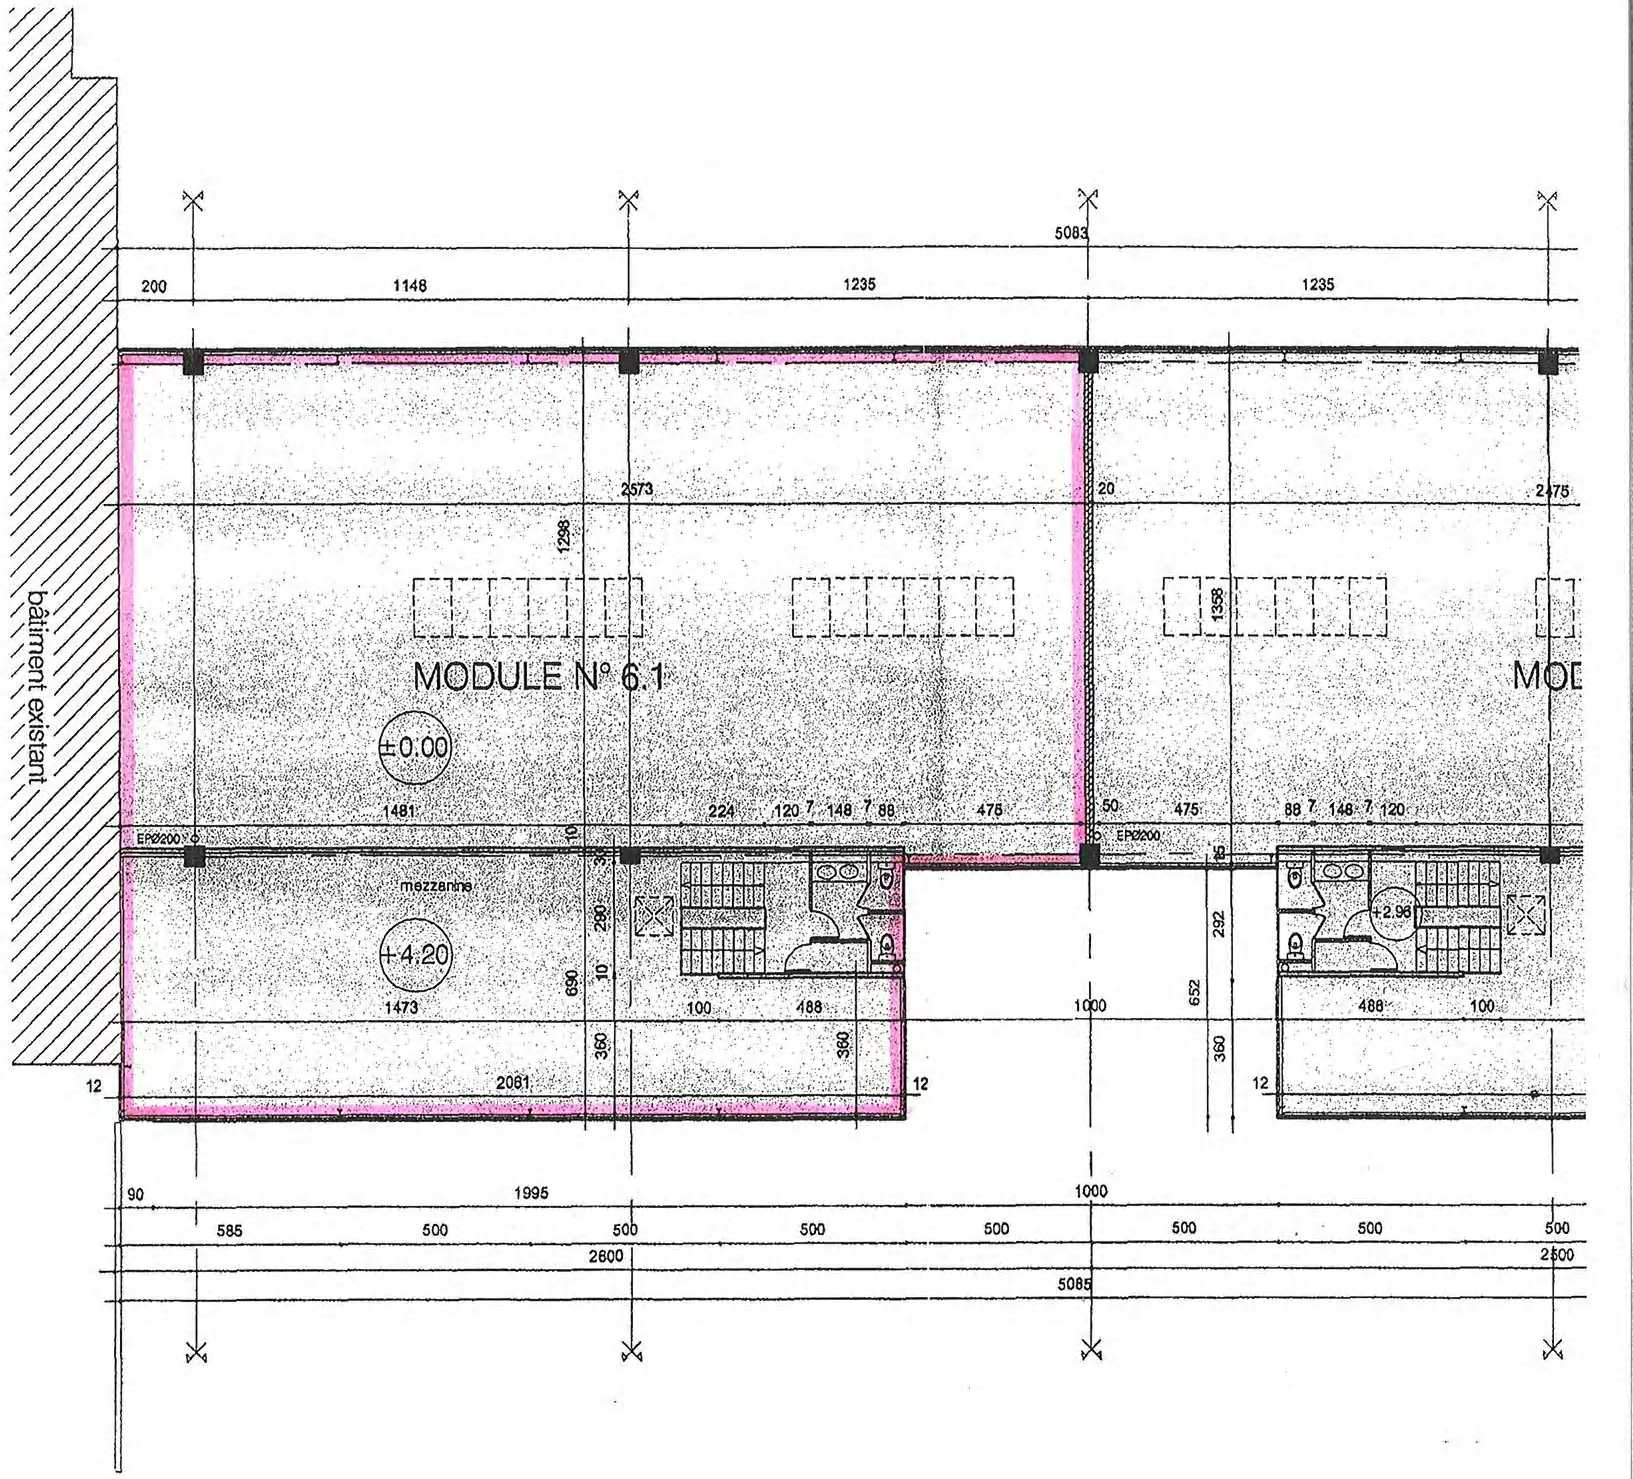 5083
200 1148 1235 1235
2573 20 2475
1298
1358
MODULE N° 6.1
MOD
bâtiment existant
±0.00
1481 224 120 7 148 7 88 475 50 475 88 7 148 7 120
EPØ200 EPØ200
10
mezzanine
290
292
+2.96
+4.20
690
10
652
1473 100 488 1000 488 100
360
360
360
12 2061 12 12
90 1995 1000
585 500 500 500 500 500 500 500
2600 2500
5085